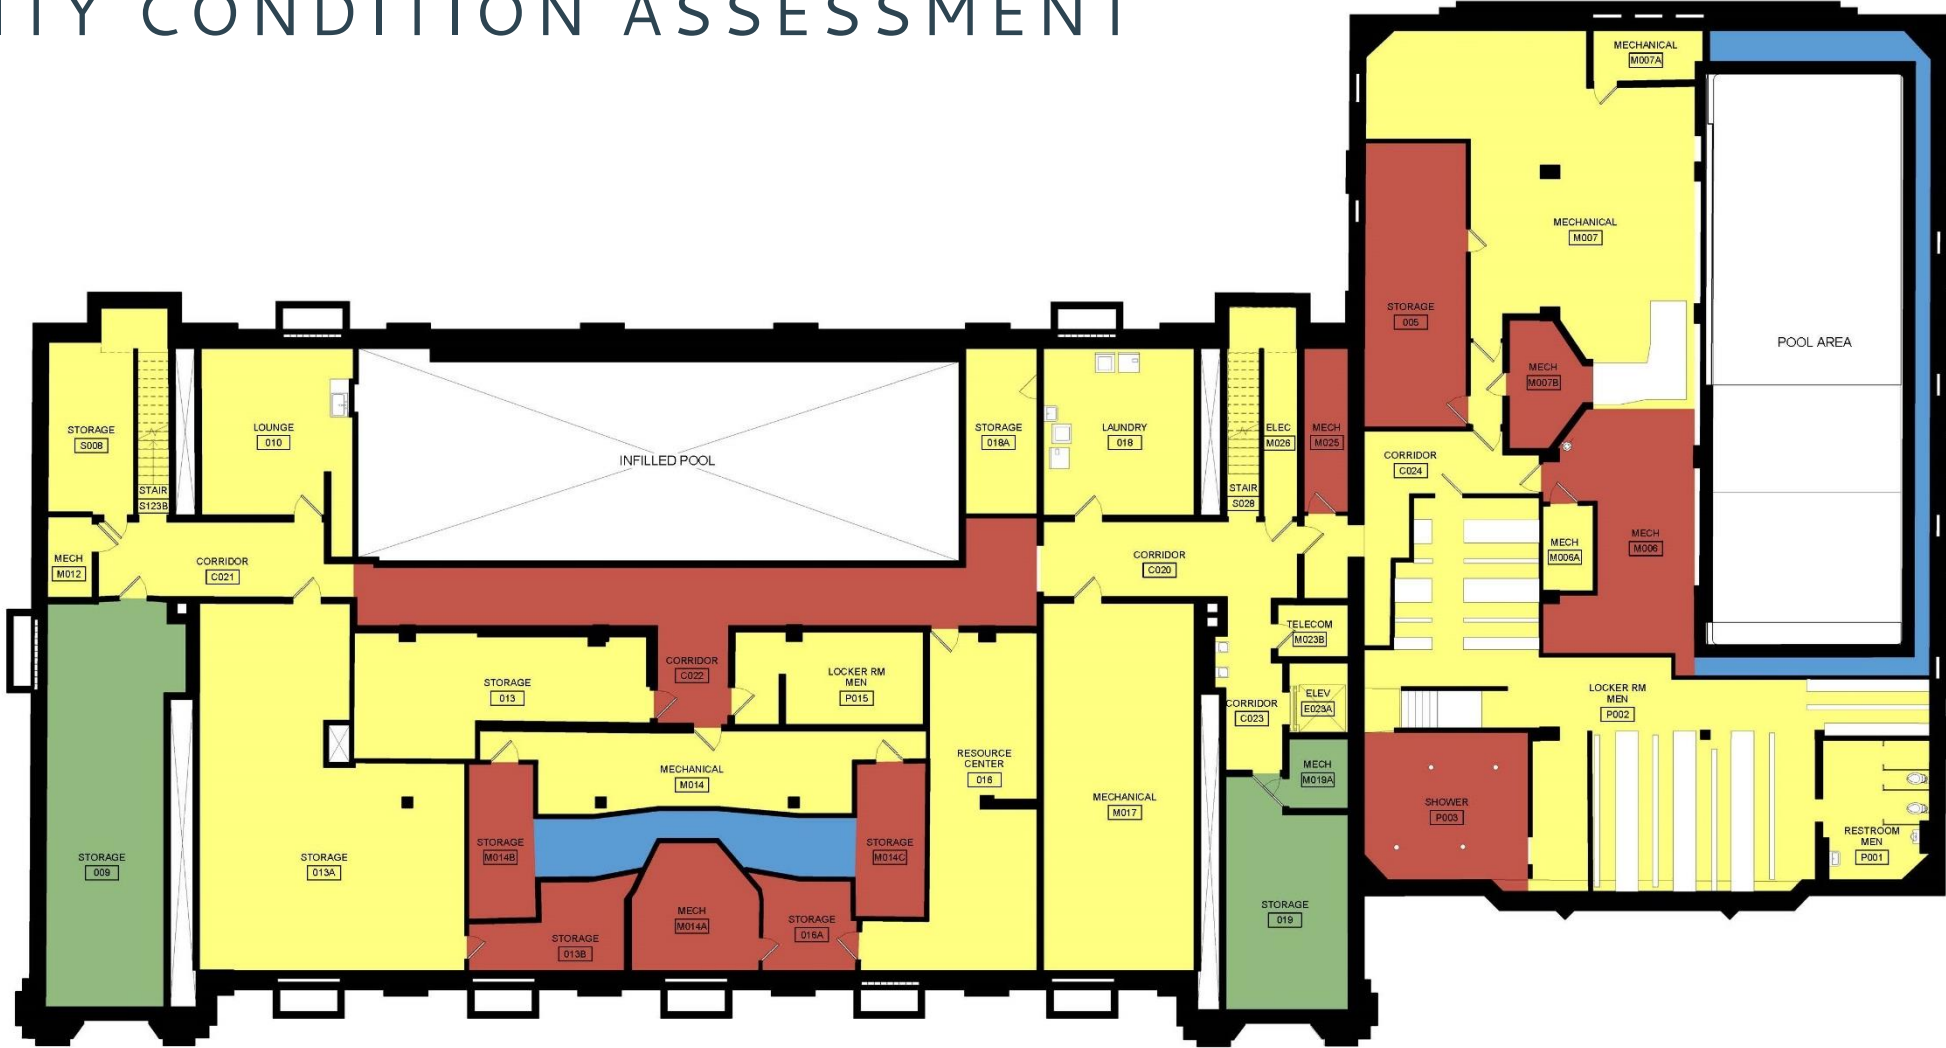 ITY CONDITION ASSESSMENT
MECHANICAL
M007A
MECHANICAL
M007
STORAGE
005
POOL AREA
MECH
M007B
STORAGE
S008
STAIR
S123B
LOUNGE
010
INFILLED POOL
STORAGE
018A
LAUNDRY
018
STAIR
S028
ELEC
M026
MECH
M025
CORRIDOR
C024
MECH
M012
CORRIDOR
C021
CORRIDOR
C020
MECH
M006A
MECH
M006
TELECOM
M023B
CORRIDOR
C022
STORAGE
013
LOCKER RM
MEN
P015
CORRIDOR
C023
ELEV
E023A
LOCKER RM
MEN
P002
MECHANICAL
M014
RESOURCE
CENTER
016
MECHANICAL
M017
MECH
M019A
SHOWER
P003
RESTROOM
MEN
P001
STORAGE
009
STORAGE
013A
STORAGE
M014B
STORAGE
M014C
STORAGE
013B
MECH
M014A
STORAGE
016A
STORAGE
019